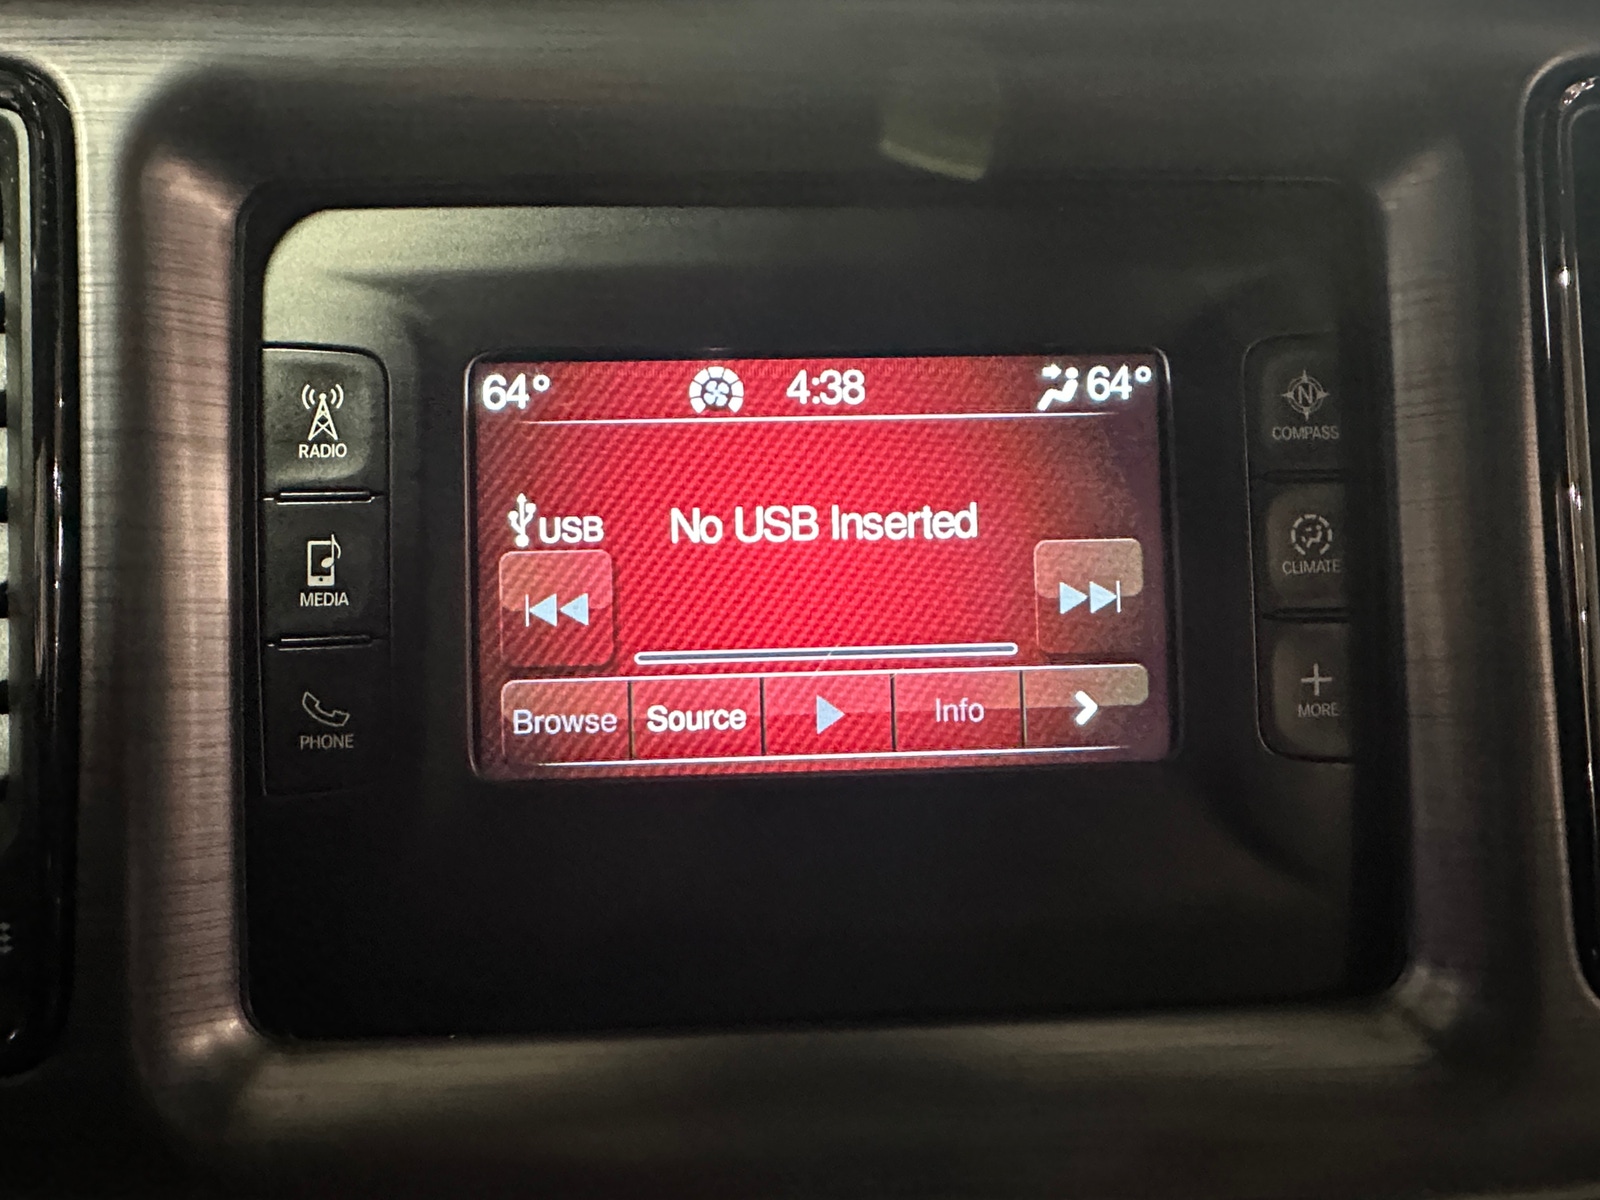 64° 4:38 64°
RADIO
MEDIA
PHONE
USB
No USB Inserted
Browse Source Info
N
COMPASS
CLIMATE
MORE